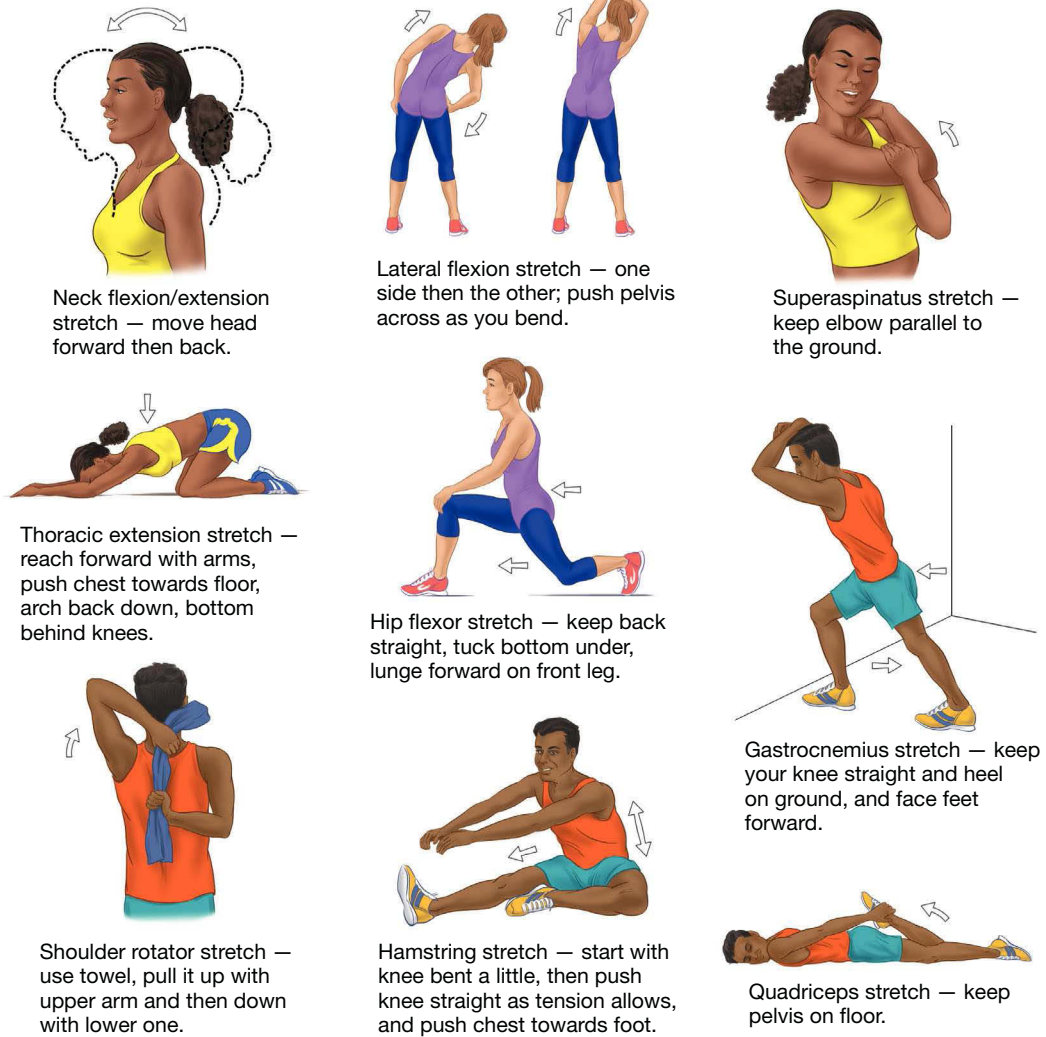 Neck flexion/extension
stretch — move head
forward then back.
Lateral flexion stretch — one
side then the other; push pelvis
across as you bend.
Superaspinatus stretch —
keep elbow parallel to
the ground.
Thoracic extension stretch —
reach forward with arms,
push chest towards floor,
arch back down, bottom
behind knees.
Hip flexor stretch — keep back
straight, tuck bottom under,
lunge forward on front leg.
Gastrocnemius stretch — keep
your knee straight and heel
on ground, and face feet
forward.
Shoulder rotator stretch —
use towel, pull it up with
upper arm and then down
with lower one.
Hamstring stretch — start with
knee bent a little, then push
knee straight as tension allows,
and push chest towards foot.
Quadriceps stretch — keep
pelvis on floor.